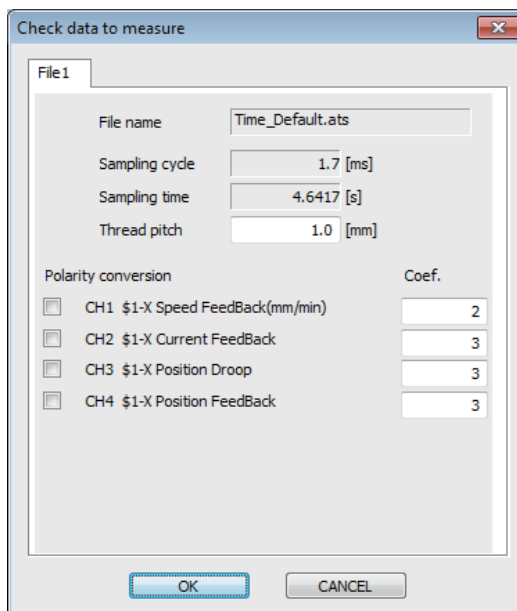 Check data to measure
File1
File name Time_Default.ats
Sampling cycle 1.7 [ms]
Sampling time 4.6417 [s]
Thread pitch 1.0 [mm]
Polarity conversion Coef.
CH1 $1-X Speed FeedBack(mm/min) 2
CH2 $1-X Current FeedBack 3
CH3 $1-X Position Droop 3
CH4 $1-X Position FeedBack 3
OK CANCEL